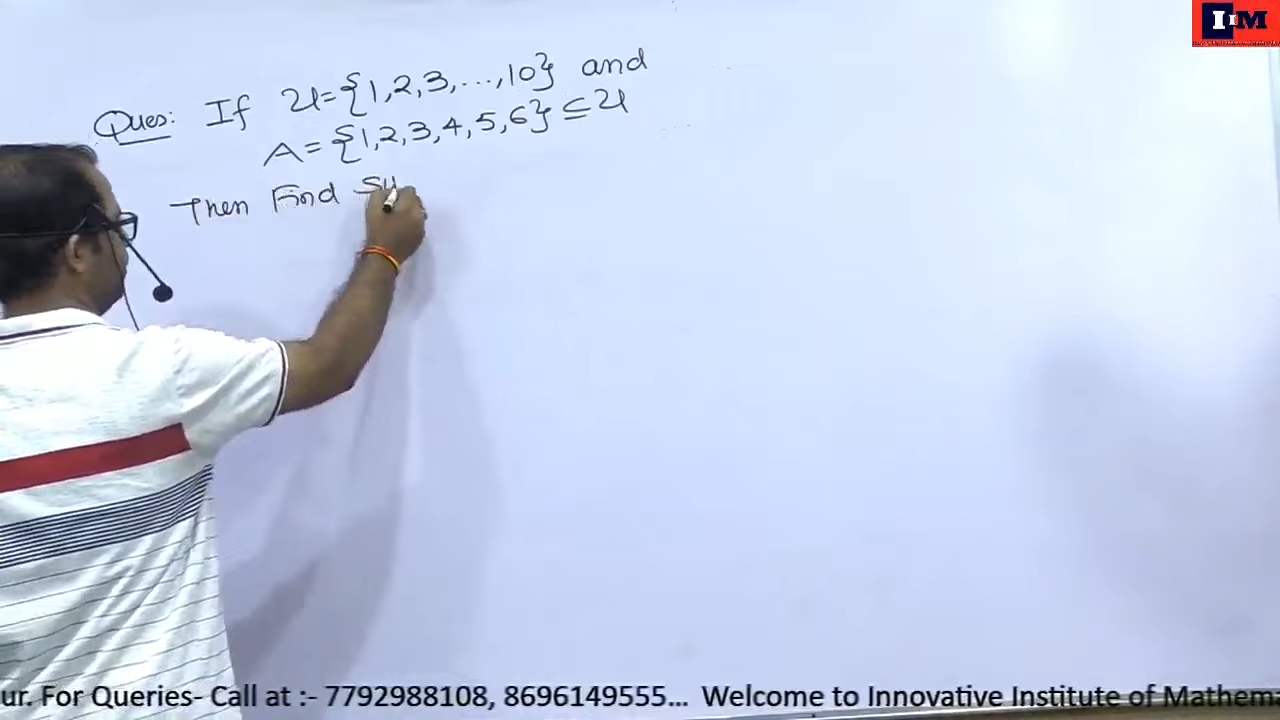 IIM
Ques: If U={1,2,3,...,10} and
A={1,2,3,4,5,6}⊆U
Then Find
ur. For Queries- Call at :- 7792988108, 8696149555... Welcome to Innovative Institute of Mathema